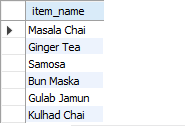 item_name
Masala Chai
Ginger Tea
Samosa
Bun Maska
Gulab Jamun
Kulhad Chai